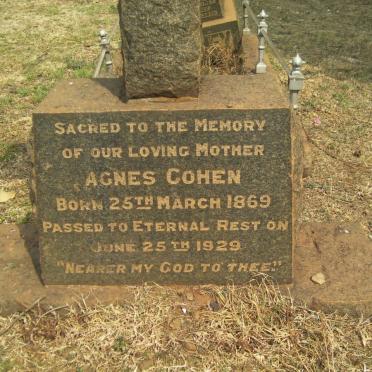 SACRED TO THE MEMORY
OF OUR LOVING MOTHER
AGNES COHEN
BORN 25TH MARCH 1869
PASSED TO ETERNAL REST ON
JUNE 25TH 1929
"NEARER MY GOD TO THEE."